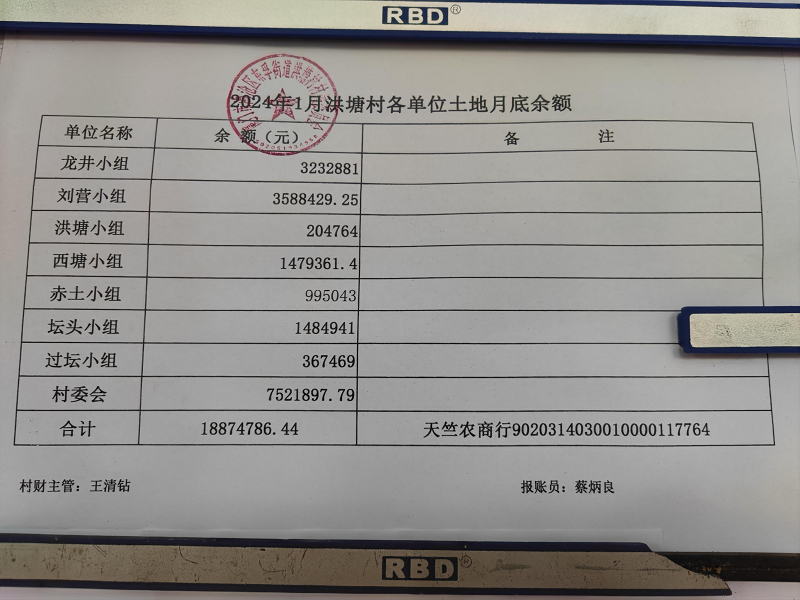 RBD®
2024年1月洪塘村各单位土地月底余额
单位名称 余 额（元） 备 注
龙井小组 3232881
刘营小组 3588429.25
洪塘小组 204764
西塘小组 1479361.4
赤土小组 995043
坛头小组 1484941
过坛小组 367469
村委会 7521897.79
合计 18874786.44 天竺农商行9020314030010000117764
村财主管：王清钻 报账员：蔡炳良
RBD®